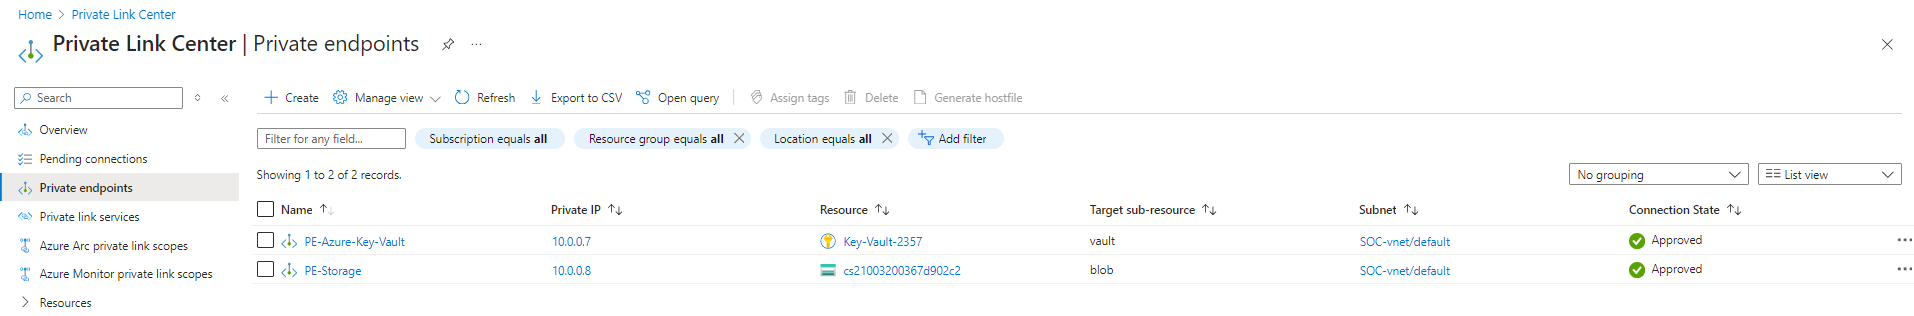 Home > Private Link Center
Private Link Center | Private endpoints
Search
Overview
Pending connections
Private endpoints
Private link services
Azure Arc private link scopes
Azure Monitor private link scopes
Resources
Create Manage view Refresh Export to CSV Open query Assign tags Delete Generate hostfile
Filter for any field... Subscription equals all Resource group equals all Location equals all Add filter
Showing 1 to 2 of 2 records. No grouping List view
Name Private IP Resource Target sub-resource Subnet Connection State
PE-Azure-Key-Vault 10.0.0.7 Key-Vault-2357 vault SOC-vnet/default Approved
PE-Storage 10.0.0.8 cs21003200367d902c2 blob SOC-vnet/default Approved